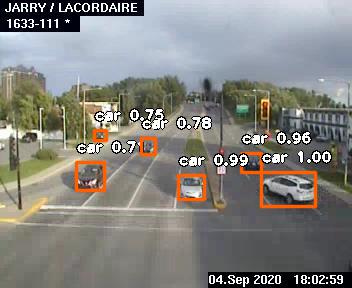 JARRY / LACORDAIRE
1633-111 *
car 0.75
car 0.78
car 0.7
car 0.96
car 0.99
car 1.00
04.Sep 2020 18:02:59